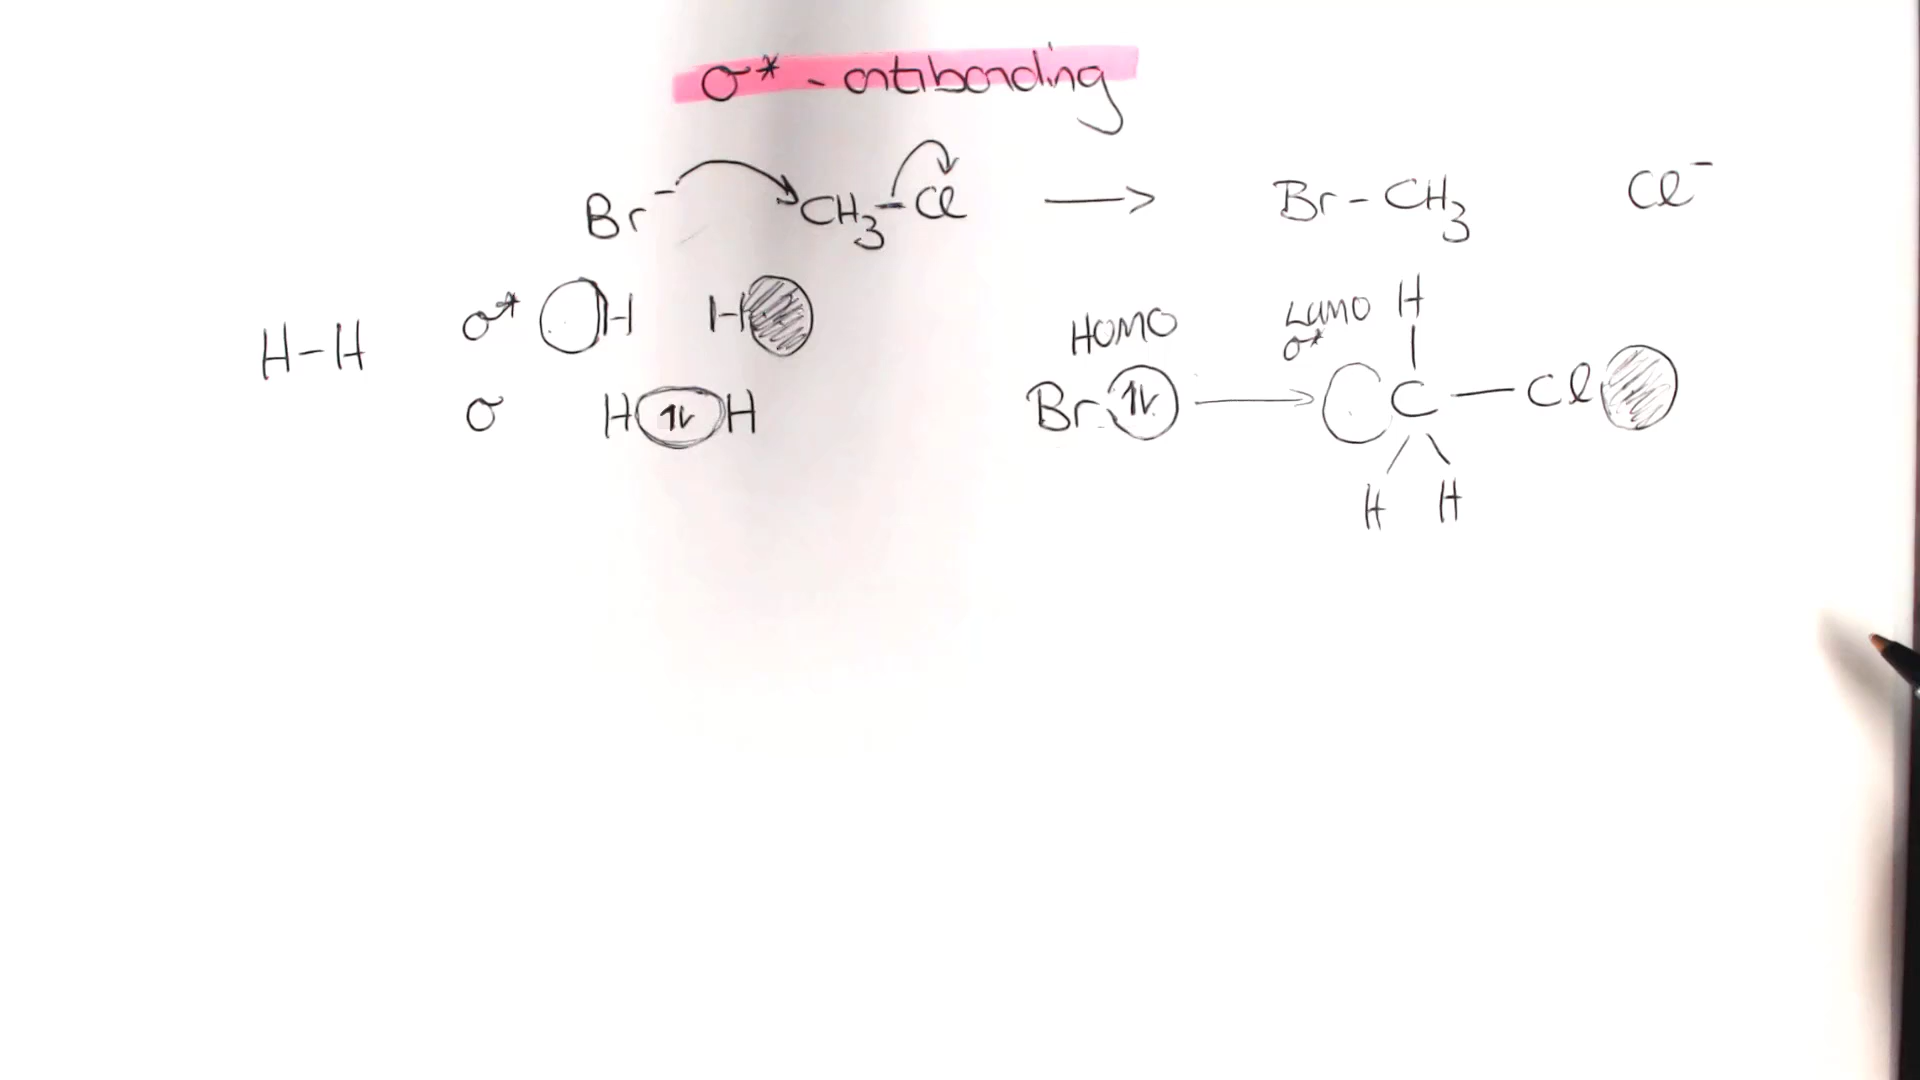 σ* - antibonding
Br⁻ CH₃-Cl → Br-CH₃ Cl⁻
H-H
σ* H H
σ H ⥮ H
HOMO
LUMO
σ*
H
Br ⥮ → C — Cl
H H